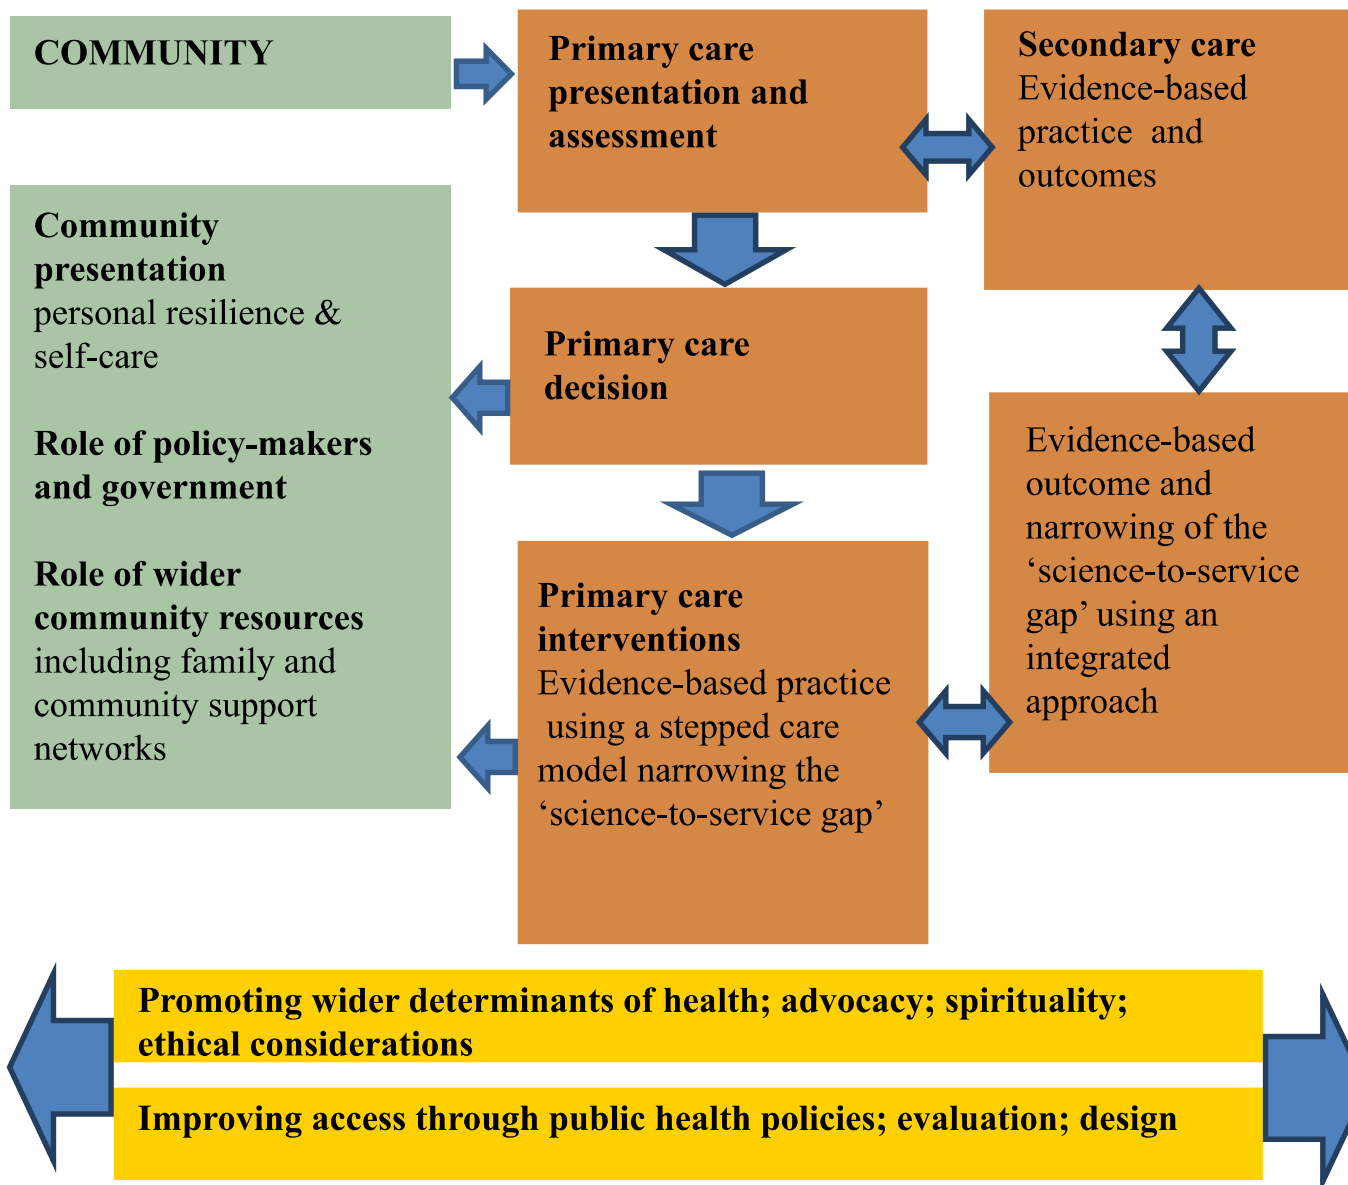 COMMUNITY
Primary care
presentation and
assessment
Secondary care
Evidence-based
practice and
outcomes
Community
presentation
personal resilience &
self-care
Role of policy-makers
and government
Role of wider
community resources
including family and
community support
networks
Primary care
decision
Primary care
interventions
Evidence-based practice
using a stepped care
model narrowing the
‘science-to-service gap’
Evidence-based
outcome and
narrowing of the
‘science-to-service
gap’ using an
integrated
approach
Promoting wider determinants of health; advocacy; spirituality;
ethical considerations
Improving access through public health policies; evaluation; design